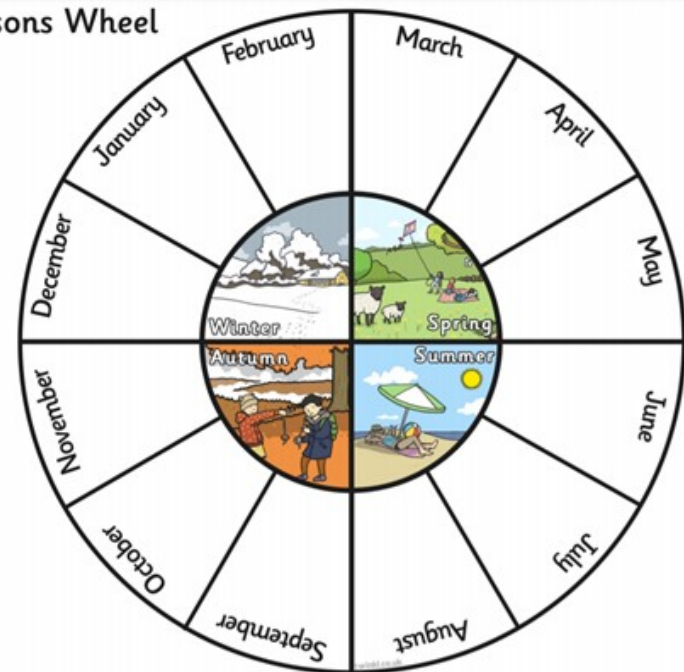 sons Wheel
February
March
January
April
December
May
Winter
Spring
Autumn
Summer
November
June
October
July
September
August